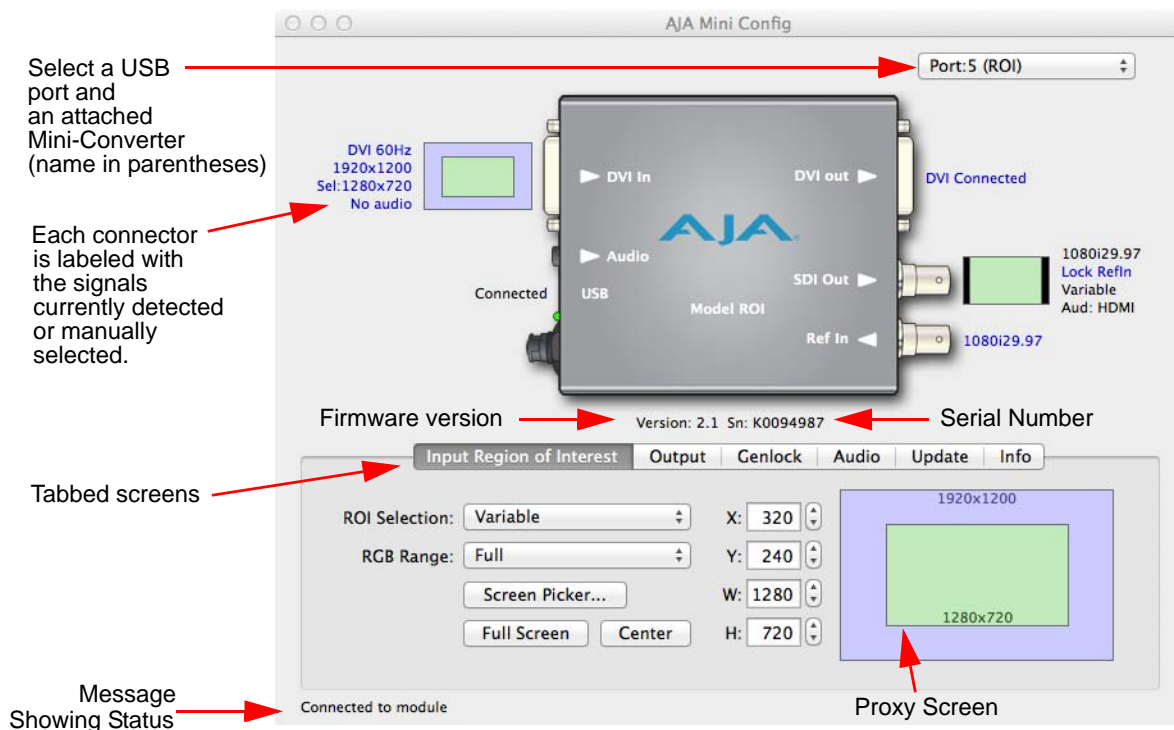 AJA Mini Config
Select a USB
port and
an attached
Mini-Converter
(name in parentheses)
Port:5 (ROI)
DVI 60Hz
1920x1200
Sel:1280x720
No audio
DVI In
DVI out
DVI Connected
AJA
Each connector
is labeled with
the signals
currently detected
or manually
selected.
Audio
Connected
USB
SDI Out
Model ROI
Ref In
1080i29.97
Lock RefIn
Variable
Aud: HDMI
1080i29.97
Firmware version
Version: 2.1 Sn: K0094987
Serial Number
Input Region of Interest Output Genlock Audio Update Info
Tabbed screens
ROI Selection: Variable
X: 320
RGB Range: Full
Y: 240
Screen Picker...
W: 1280
Full Screen Center
H: 720
1920x1200
1280x720
Proxy Screen
Message
Showing Status
Connected to module